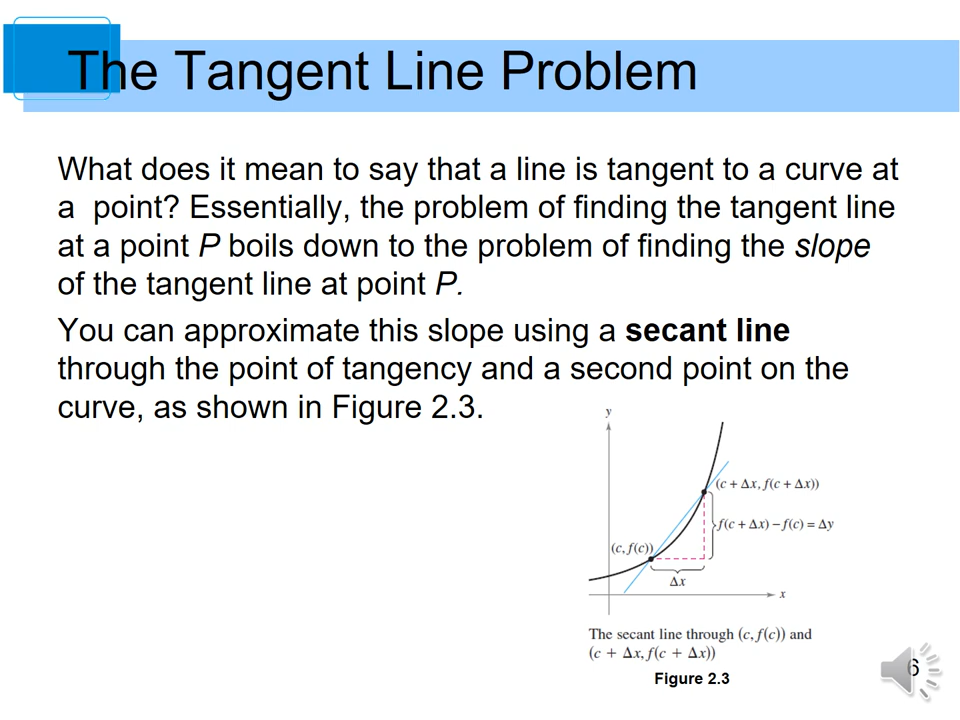 The Tangent Line Problem
What does it mean to say that a line is tangent to a curve at
a point? Essentially, the problem of finding the tangent line
at a point P boils down to the problem of finding the slope
of the tangent line at point P.
You can approximate this slope using a secant line
through the point of tangency and a second point on the
curve, as shown in Figure 2.3.
y
(c + Δx, f(c + Δx))
f(c + Δx) − f(c) = Δy
(c, f(c))
Δx
x
The secant line through (c, f(c)) and
(c + Δx, f(c + Δx))
Figure 2.3
6